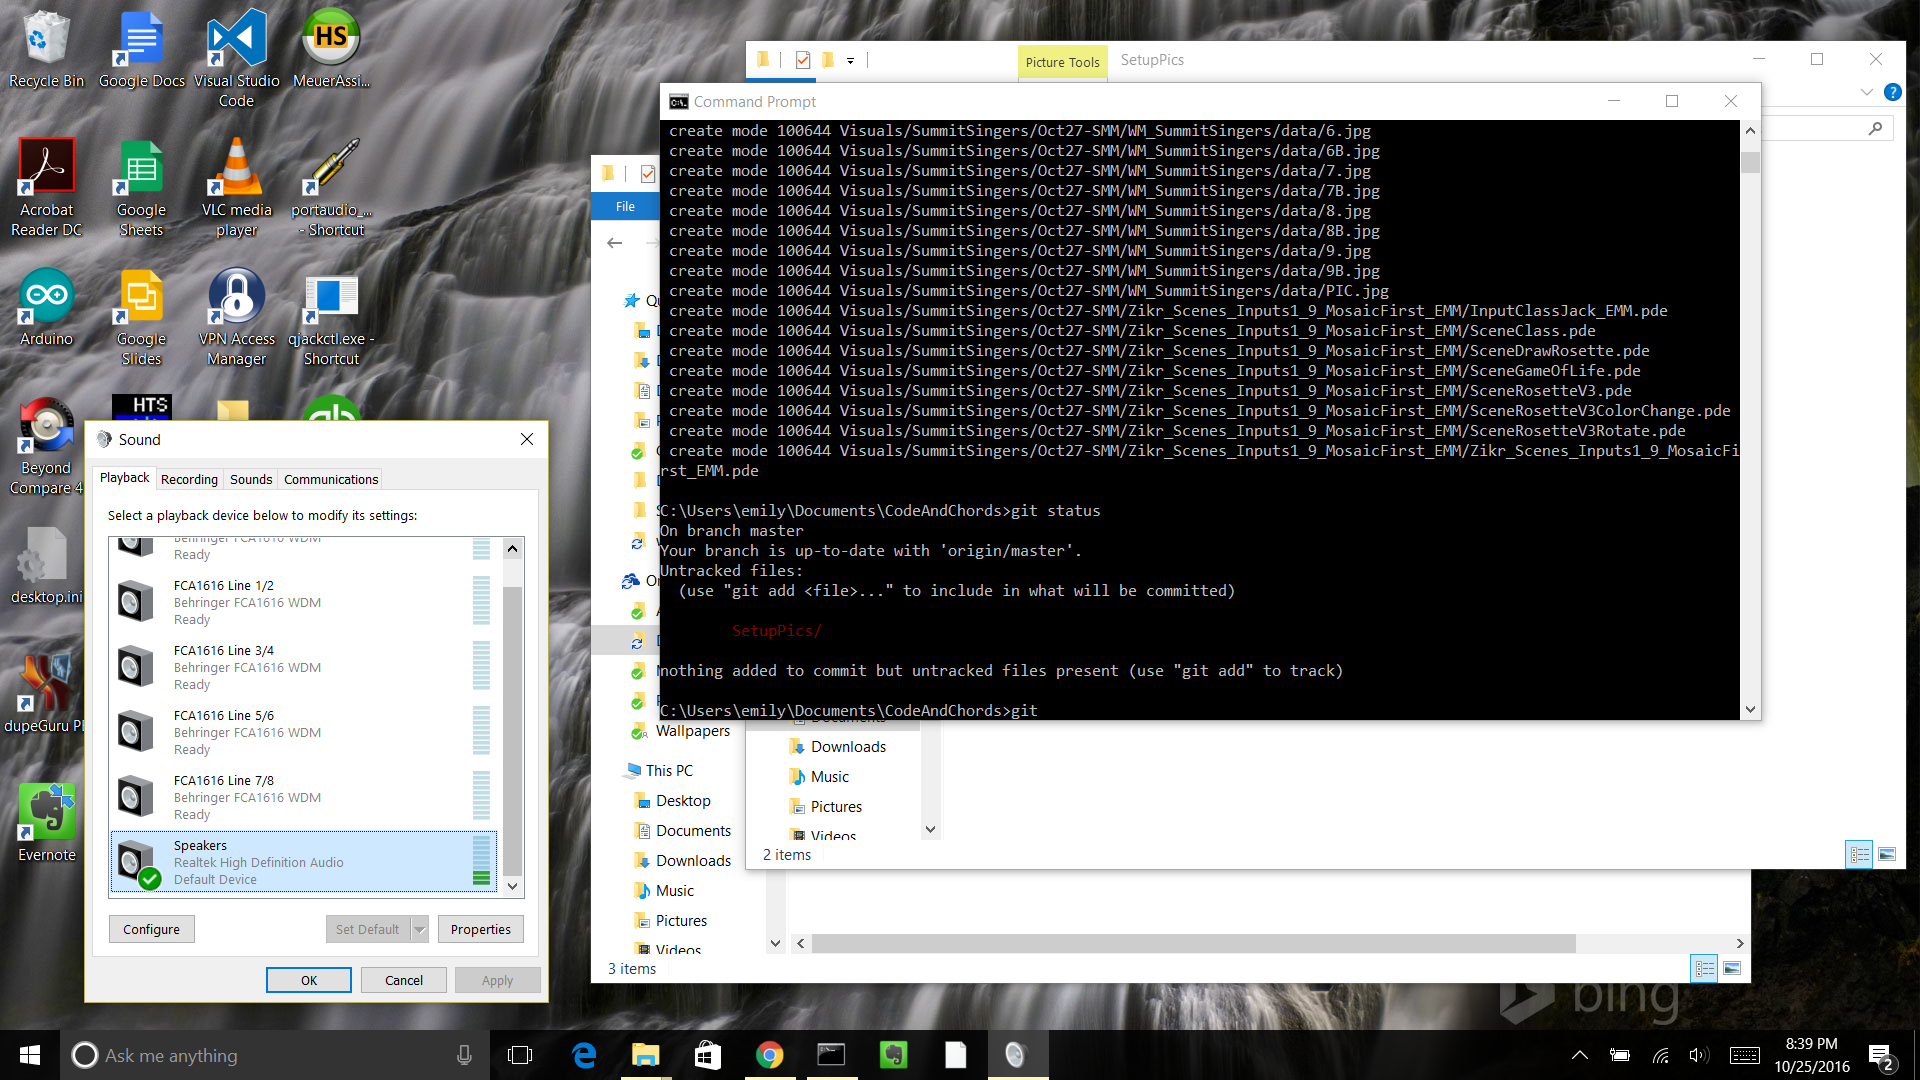 Recycle Bin
Google Docs
Visual Studio
Code
HS
MeuerAssi...
Acrobat
Reader DC
Google
Sheets
VLC media
player
portaudio_...
- Shortcut
Arduino
Google
Slides
VPN Access
Manager
qjackctl.exe -
Shortcut
Beyond
Compare 4
HTS
desktop.ini
dupeGuru
Evernote
Picture Tools
SetupPics
File
Command Prompt
create mode 100644 Visuals/SummitSingers/Oct27-SMM/WM_SummitSingers/data/6.jpg
create mode 100644 Visuals/SummitSingers/Oct27-SMM/WM_SummitSingers/data/6B.jpg
create mode 100644 Visuals/SummitSingers/Oct27-SMM/WM_SummitSingers/data/7.jpg
create mode 100644 Visuals/SummitSingers/Oct27-SMM/WM_SummitSingers/data/7B.jpg
create mode 100644 Visuals/SummitSingers/Oct27-SMM/WM_SummitSingers/data/8.jpg
create mode 100644 Visuals/SummitSingers/Oct27-SMM/WM_SummitSingers/data/8B.jpg
create mode 100644 Visuals/SummitSingers/Oct27-SMM/WM_SummitSingers/data/9.jpg
create mode 100644 Visuals/SummitSingers/Oct27-SMM/WM_SummitSingers/data/9B.jpg
create mode 100644 Visuals/SummitSingers/Oct27-SMM/WM_SummitSingers/data/PIC.jpg
create mode 100644 Visuals/SummitSingers/Oct27-SMM/Zikr_Scenes_Inputs1_9_MosaicFirst_EMM/InputClassJack_EMM.pde
create mode 100644 Visuals/SummitSingers/Oct27-SMM/Zikr_Scenes_Inputs1_9_MosaicFirst_EMM/SceneClass.pde
create mode 100644 Visuals/SummitSingers/Oct27-SMM/Zikr_Scenes_Inputs1_9_MosaicFirst_EMM/SceneDrawRosette.pde
create mode 100644 Visuals/SummitSingers/Oct27-SMM/Zikr_Scenes_Inputs1_9_MosaicFirst_EMM/SceneGameOfLife.pde
create mode 100644 Visuals/SummitSingers/Oct27-SMM/Zikr_Scenes_Inputs1_9_MosaicFirst_EMM/SceneRosetteV3.pde
create mode 100644 Visuals/SummitSingers/Oct27-SMM/Zikr_Scenes_Inputs1_9_MosaicFirst_EMM/SceneRosetteV3ColorChange.pde
create mode 100644 Visuals/SummitSingers/Oct27-SMM/Zikr_Scenes_Inputs1_9_MosaicFirst_EMM/SceneRosetteV3Rotate.pde
create mode 100644 Visuals/SummitSingers/Oct27-SMM/Zikr_Scenes_Inputs1_9_MosaicFirst_EMM/Zikr_Scenes_Inputs1_9_MosaicFi
rst_EMM.pde
C:\Users\emily\Documents\CodeAndChords>git status
On branch master
Your branch is up-to-date with 'origin/master'.
Untracked files:
(use "git add <file>..." to include in what will be committed)
SetupPics/
nothing added to commit but untracked files present (use "git add" to track)
C:\Users\emily\Documents\CodeAndChords>git
Sound
Playback
Recording
Sounds
Communications
Select a playback device below to modify its settings:
Behringer FCA1616 WDM
Ready
FCA1616 Line 1/2
Behringer FCA1616 WDM
Ready
FCA1616 Line 3/4
Behringer FCA1616 WDM
Ready
FCA1616 Line 5/6
Behringer FCA1616 WDM
Ready
FCA1616 Line 7/8
Behringer FCA1616 WDM
Ready
Speakers
Realtek High Definition Audio
Default Device
Configure
Set Default
Properties
OK
Cancel
Apply
Wallpapers
This PC
Desktop
Documents
Downloads
Music
Pictures
Videos
3 items
Documents
Downloads
Music
Pictures
Videos
2 items
bing
Ask me anything
8:39 PM
10/25/2016
2